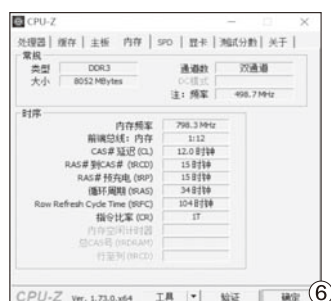 CPU-Z
处理器 缓存 主板 内存 SPD 显卡 测试分数 关于
常规
类型 DDR3 通道数 双通道
大小 8052 MBytes DC模式
注: 频率 498.7 MHz
时序
内存频率 798.3 MHz
前端总线: 内存 1:12
CAS# 延迟 (CL) 12.0 时钟
RAS# 到CAS# (tRCD) 15 时钟
RAS# 预充电 (tRP) 15 时钟
循环周期 (tRAS) 34 时钟
Row Refresh Cycle Time (tRFC) 104 时钟
指令比率 (CR) 1T
内存空闲计时器
总CAS号 (tRDRAM)
行至列 (tRCD)
CPU-Z Ver. 1.73.0.x64 工具 验证 确定
⑥